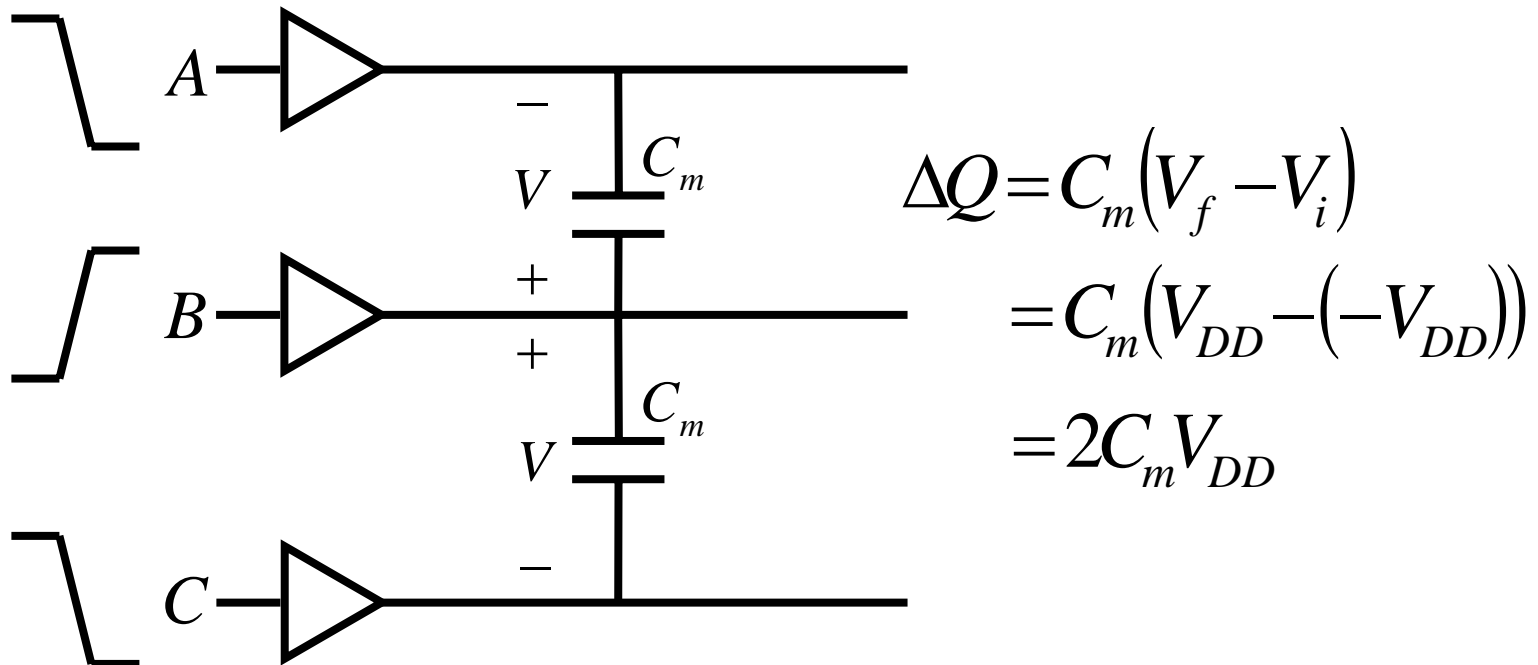 A
−
V
C_m
+
ΔQ = C_m(V_f − V_i)
B
+
= C_m(V_DD − (−V_DD))
C_m
V
= 2C_mV_DD
−
C